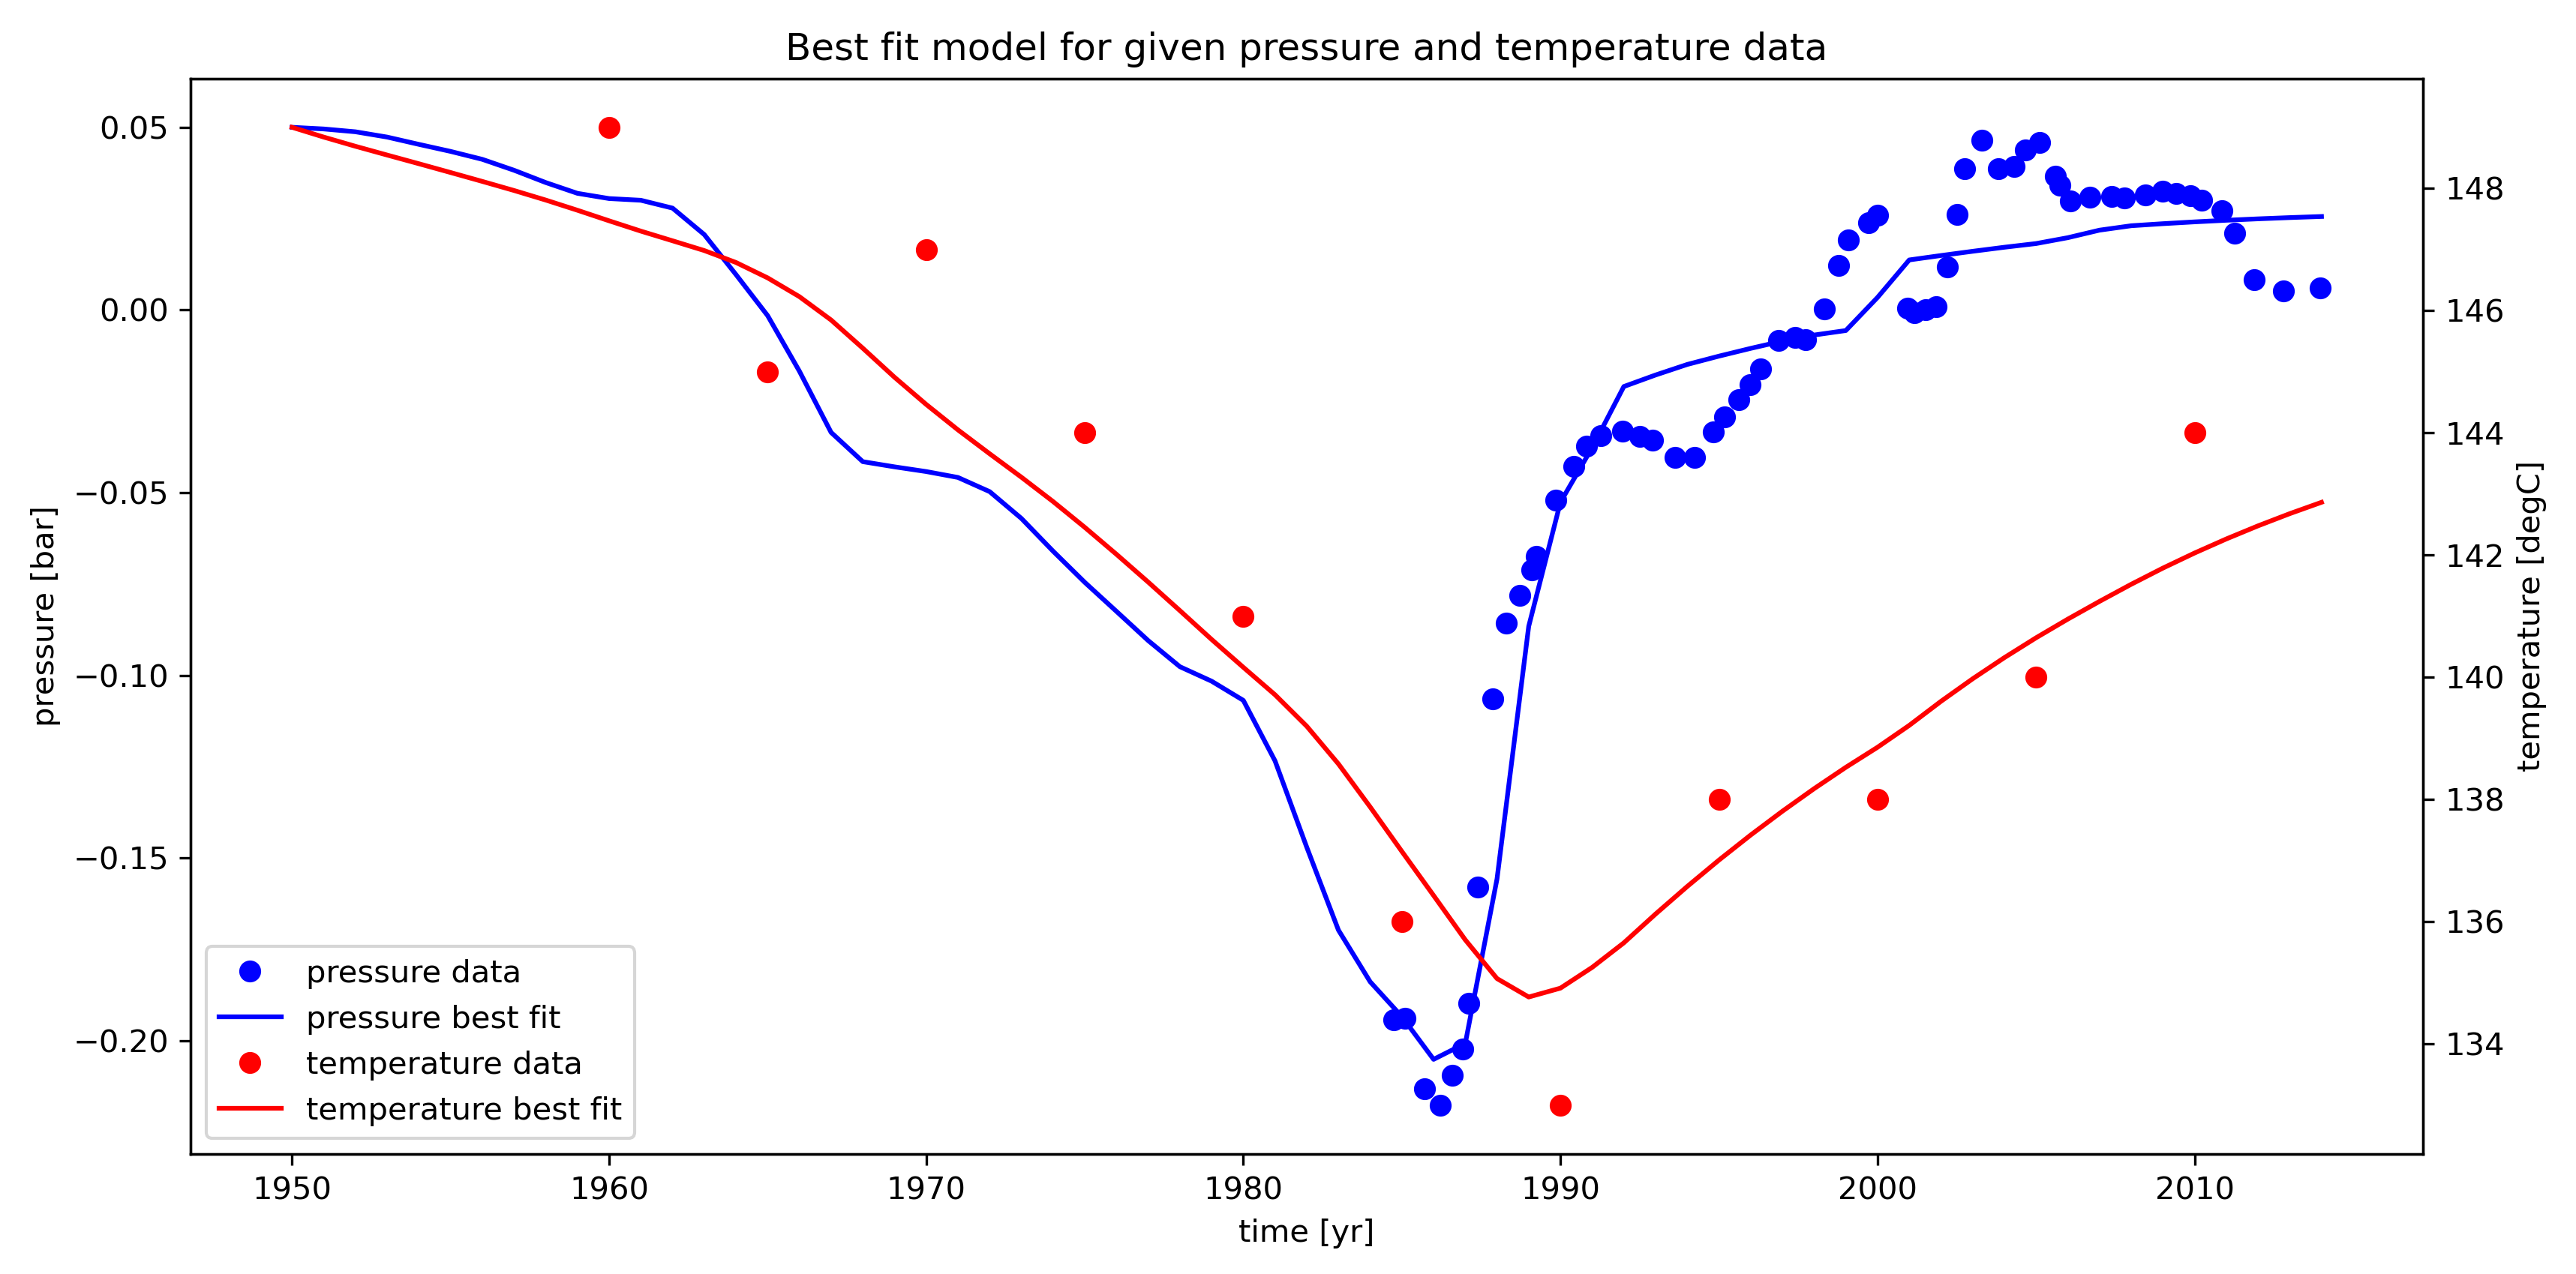 Best fit model for given pressure and temperature data
0.05
0.00
−0.05
−0.10
−0.15
−0.20
pressure [bar]
148
146
144
142
140
138
136
134
temperature [degC]
pressure data
pressure best fit
temperature data
temperature best fit
1950 1960 1970 1980 1990 2000 2010
time [yr]